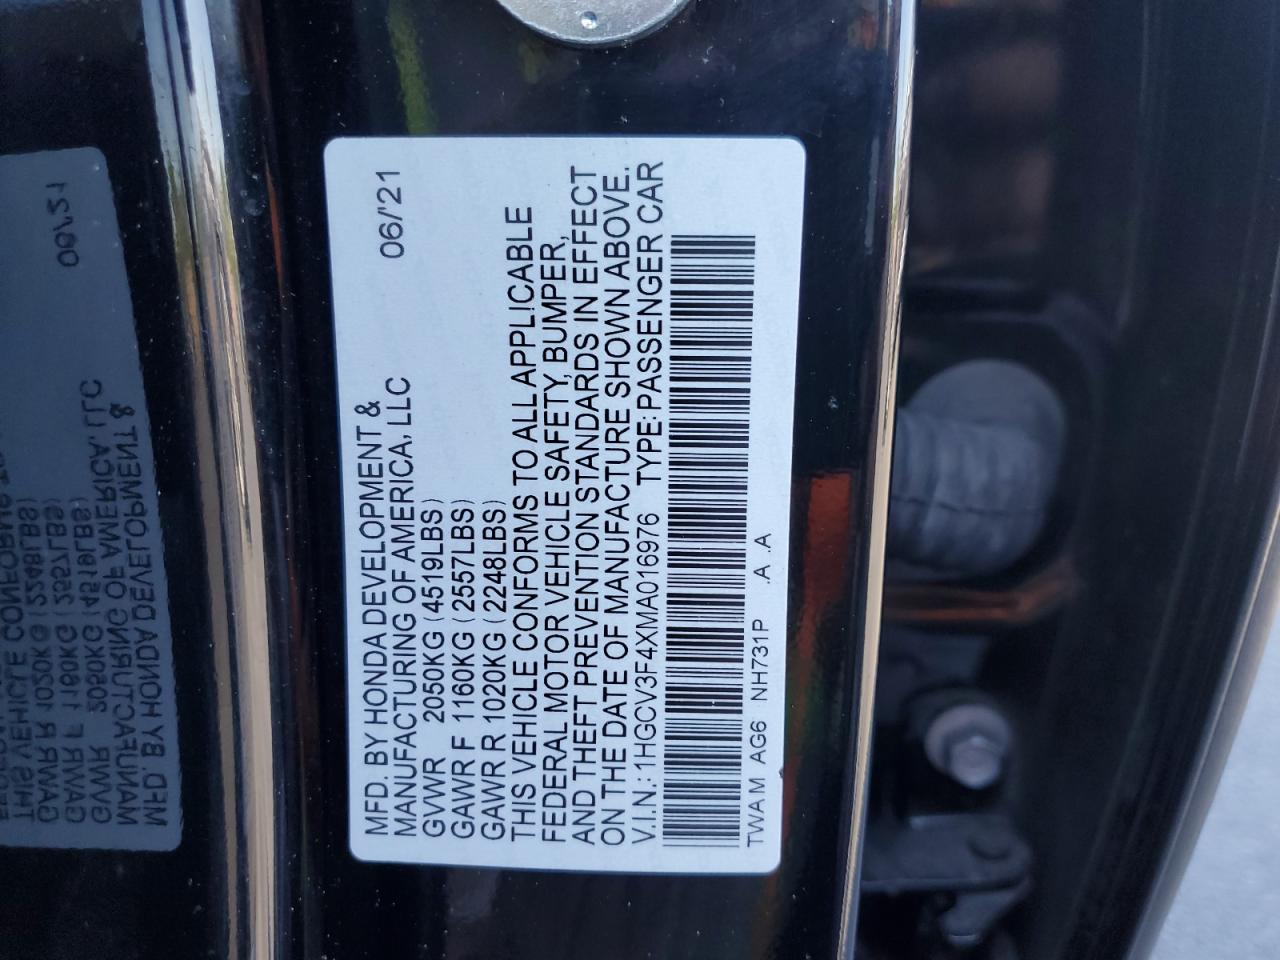 MFD. BY HONDA DEVELOPMENT &
MANUFACTURING OF AMERICA, LLC 06/'21
GVWR 2050KG (4519LBS)
GAWR F 1160KG (2557LBS)
GAWR R 1020KG (2248LBS)
THIS VEHICLE CONFORMS TO ALL APPLICABLE
FEDERAL MOTOR VEHICLE SAFETY, BUMPER,
AND THEFT PREVENTION STANDARDS IN EFFECT
ON THE DATE OF MANUFACTURE SHOWN ABOVE.
V.I.N.: 1HGCV3F4XMA016976 TYPE: PASSENGER CAR
TWAM AG6 NH731P .A .A